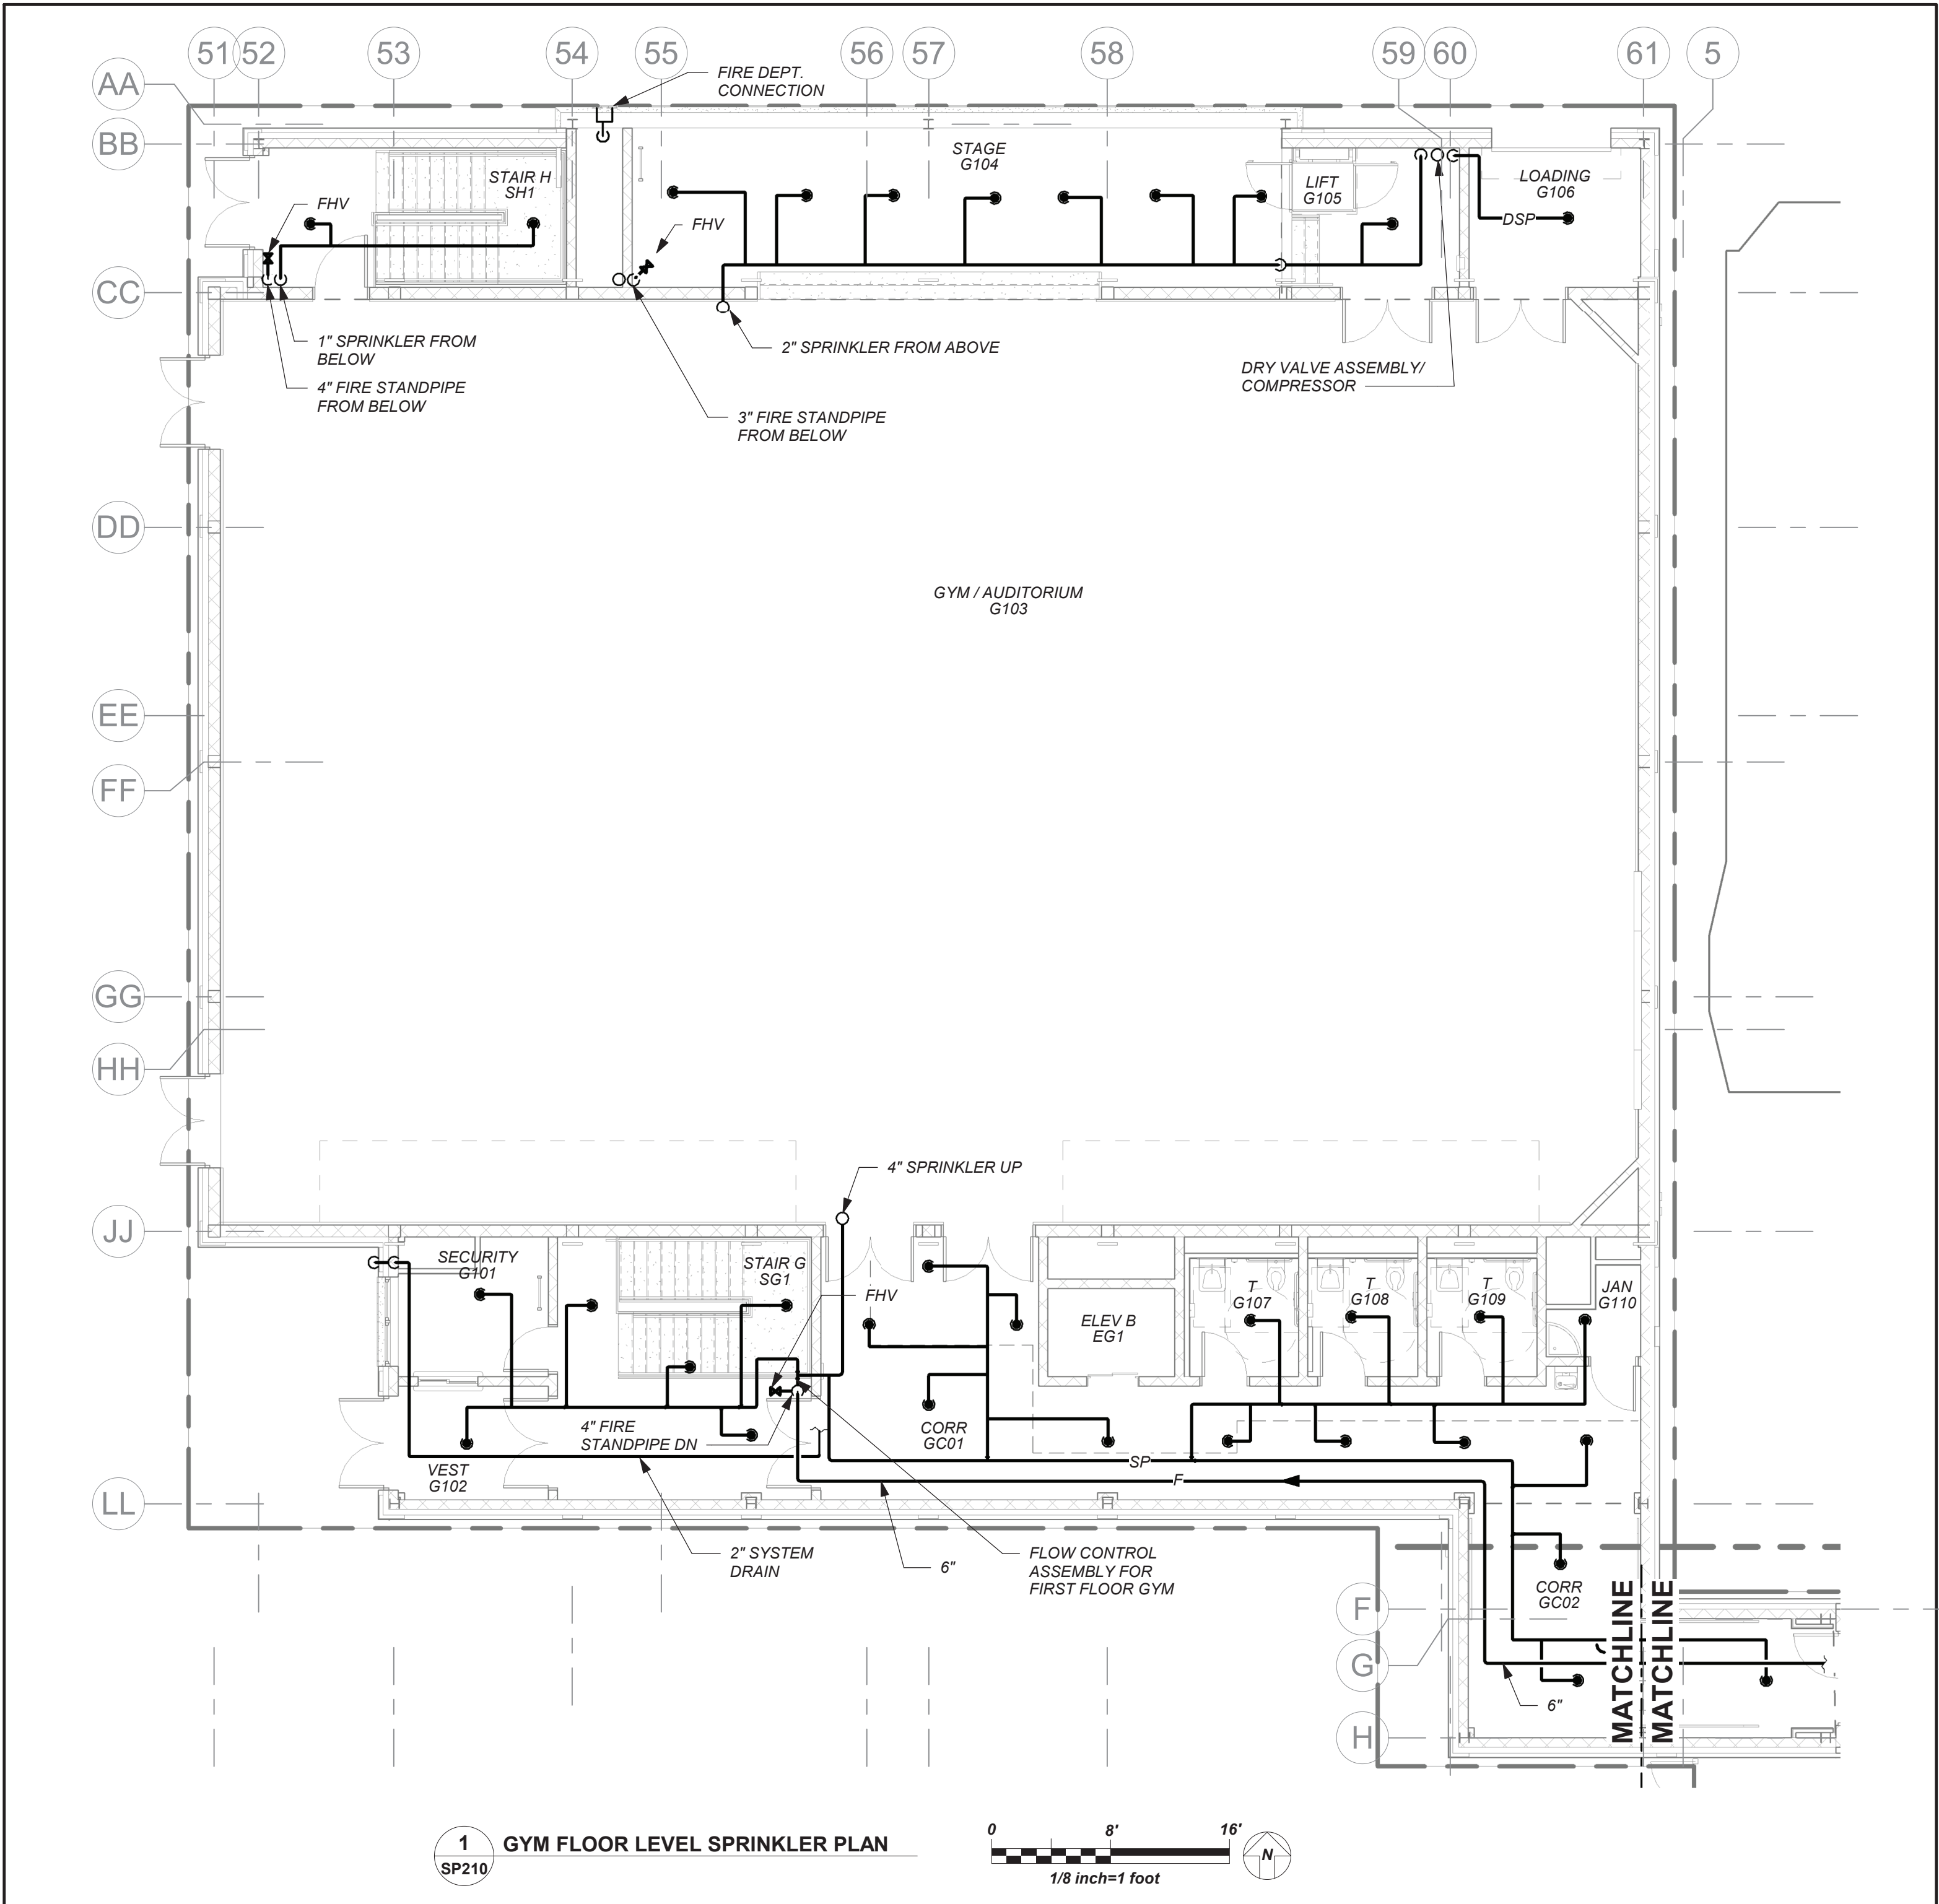 51
52
53
54
55
56
57
58
59
60
61
5
AA
BB
CC
DD
EE
FF
GG
HH
JJ
LL
FIRE DEPT.
CONNECTION
STAGE
G104
STAIR H
SH1
LIFT
G105
LOADING
G106
FHV
FHV
DSP
1" SPRINKLER FROM
BELOW
4" FIRE STANDPIPE
FROM BELOW
2" SPRINKLER FROM ABOVE
3" FIRE STANDPIPE
FROM BELOW
DRY VALVE ASSEMBLY/
COMPRESSOR
GYM / AUDITORIUM
G103
4" SPRINKLER UP
SECURITY
G101
STAIR G
SG1
FHV
ELEV B
EG1
T
G107
T
G108
T
G109
JAN
G110
4" FIRE
STANDPIPE DN
CORR
GC01
VEST
G102
SP
F
2" SYSTEM
DRAIN
6"
FLOW CONTROL
ASSEMBLY FOR
FIRST FLOOR GYM
CORR
GC02
F
G
H
6"
MATCHLINE
MATCHLINE
1
SP210
GYM FLOOR LEVEL SPRINKLER PLAN
0
8'
16'
1/8 inch=1 foot
N